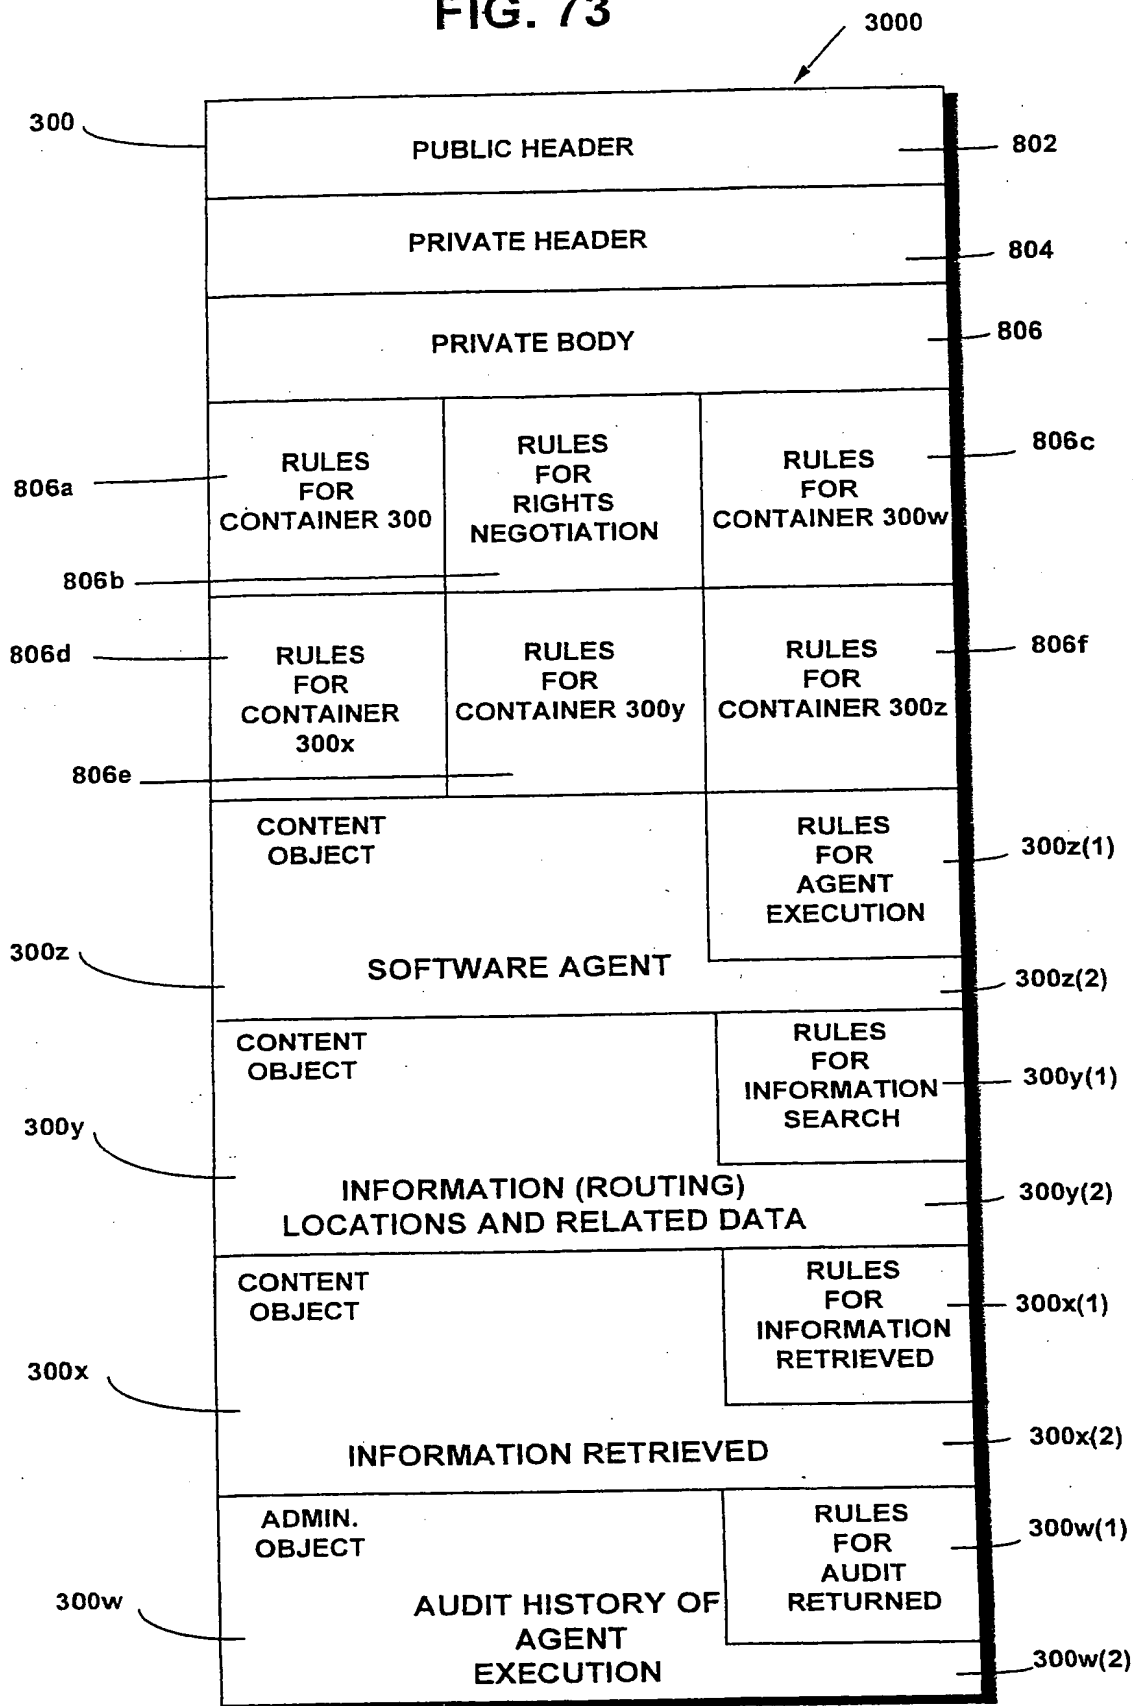 FIG. 73
3000
300
PUBLIC HEADER
802
PRIVATE HEADER
804
PRIVATE BODY
806
806a
RULES
FOR
CONTAINER 300
806b
RULES
FOR
RIGHTS
NEGOTIATION
RULES
FOR
CONTAINER 300w
806c
806d
RULES
FOR
CONTAINER
300x
806e
RULES
FOR
CONTAINER 300y
RULES
FOR
CONTAINER 300z
806f
CONTENT
OBJECT
RULES
FOR
AGENT
EXECUTION
300z(1)
300z
SOFTWARE AGENT
300z(2)
CONTENT
OBJECT
RULES
FOR
INFORMATION
SEARCH
300y(1)
300y
INFORMATION (ROUTING)
LOCATIONS AND RELATED DATA
300y(2)
CONTENT
OBJECT
RULES
FOR
INFORMATION
RETRIEVED
300x(1)
300x
INFORMATION RETRIEVED
300x(2)
ADMIN.
OBJECT
RULES
FOR
AUDIT
RETURNED
300w(1)
300w
AUDIT HISTORY OF
AGENT
EXECUTION
300w(2)